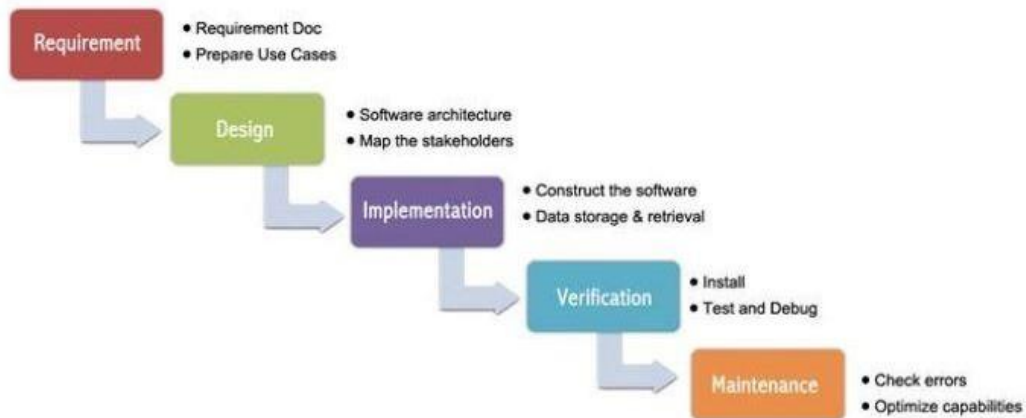 Requirement
• Requirement Doc
• Prepare Use Cases
Design
• Software architecture
• Map the stakeholders
Implementation
• Construct the software
• Data storage & retrieval
Verification
• Install
• Test and Debug
Maintenance
• Check errors
• Optimize capabilities